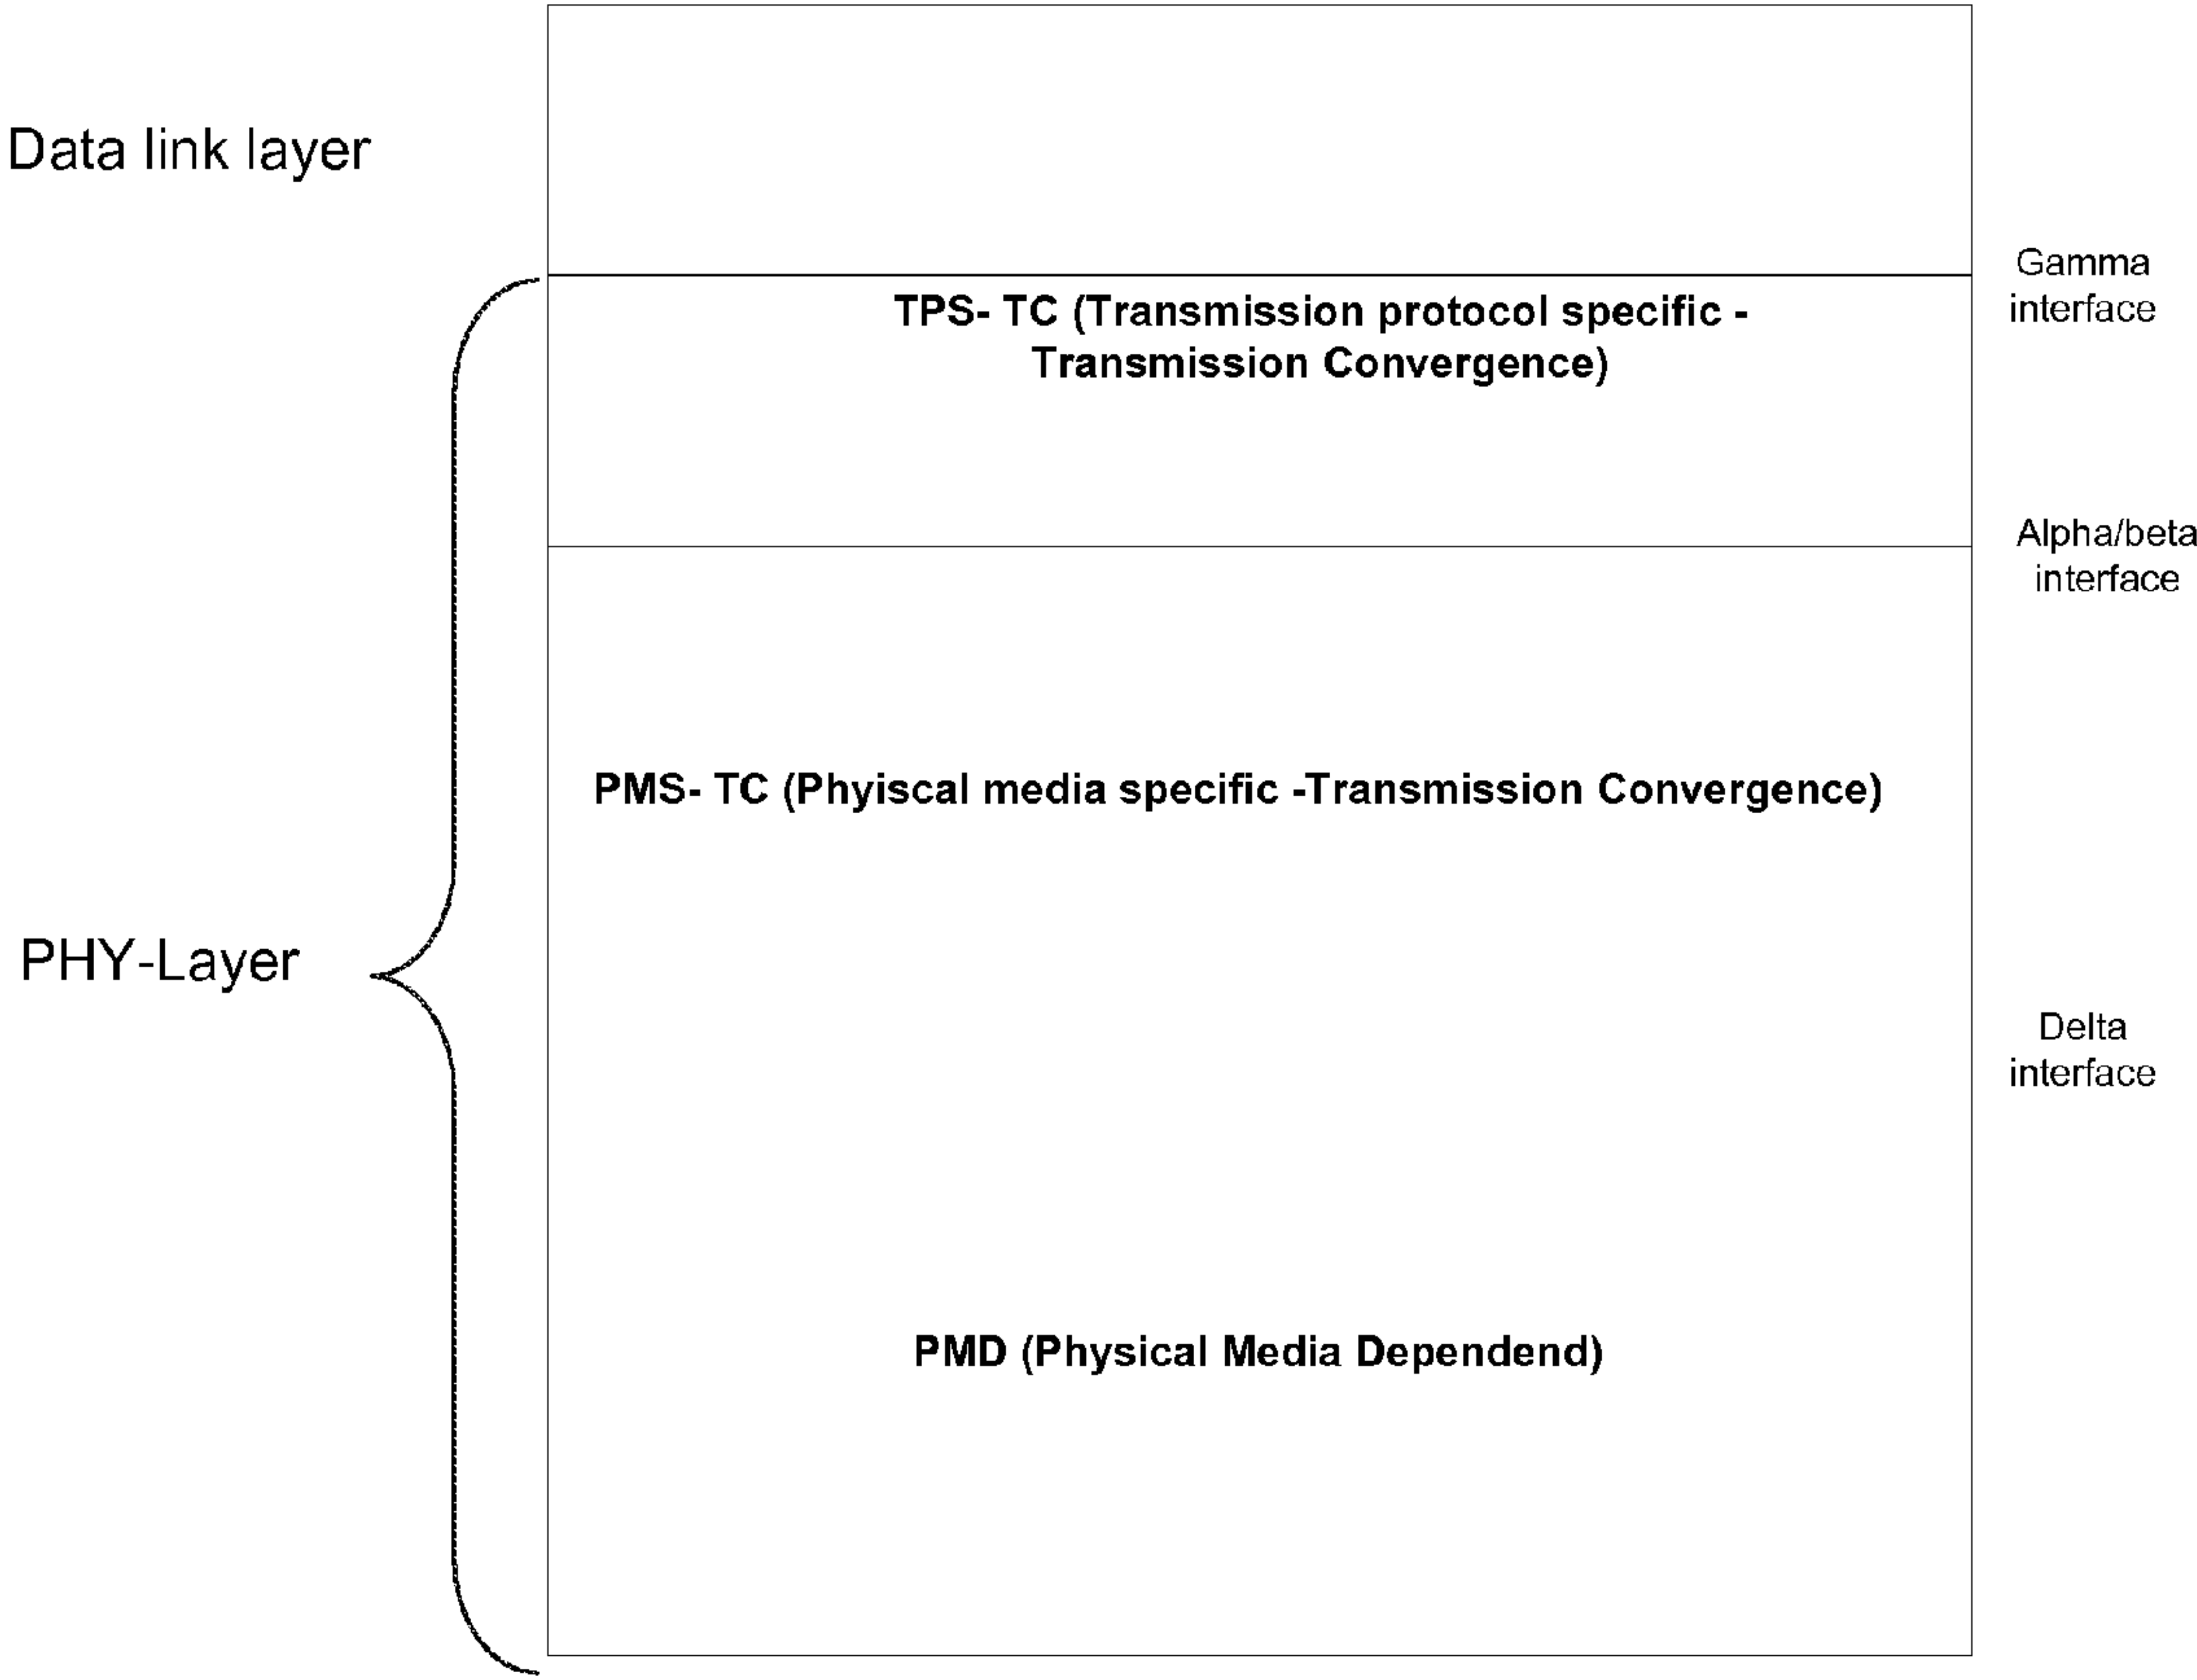 Data link layer
Gamma
interface
TPS- TC (Transmission protocol specific -
Transmission Convergence)
Alpha/beta
interface
PMS- TC (Phyiscal media specific -Transmission Convergence)
PHY-Layer
Delta
interface
PMD (Physical Media Dependend)